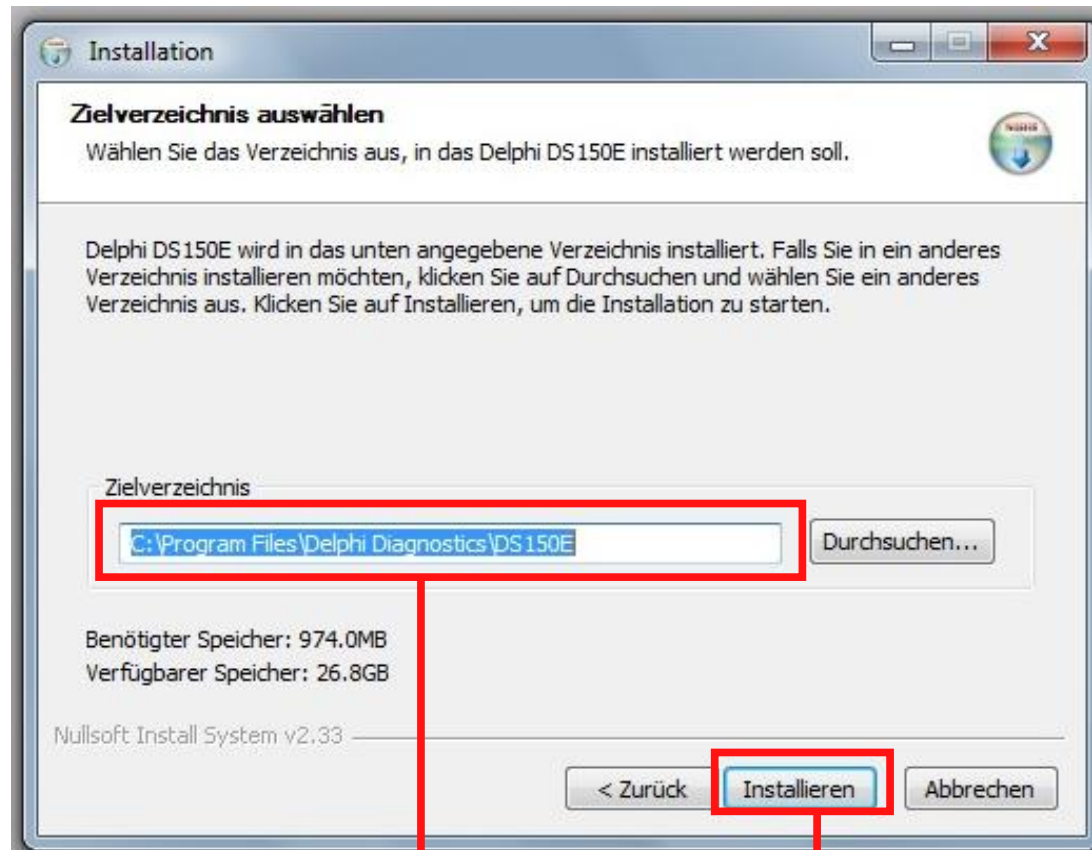 Installation
Zielverzeichnis auswählen
Wählen Sie das Verzeichnis aus, in das Delphi DS150E installiert werden soll.
Delphi DS150E wird in das unten angegebene Verzeichnis installiert. Falls Sie in ein anderes
Verzeichnis installieren möchten, klicken Sie auf Durchsuchen und wählen Sie ein anderes
Verzeichnis aus. Klicken Sie auf Installieren, um die Installation zu starten.
Zielverzeichnis
C:\Program Files\Delphi Diagnostics\DS150E
Durchsuchen...
Benötigter Speicher: 974.0MB
Verfügbarer Speicher: 26.8GB
Nullsoft Install System v2.33
< Zurück Installieren Abbrechen